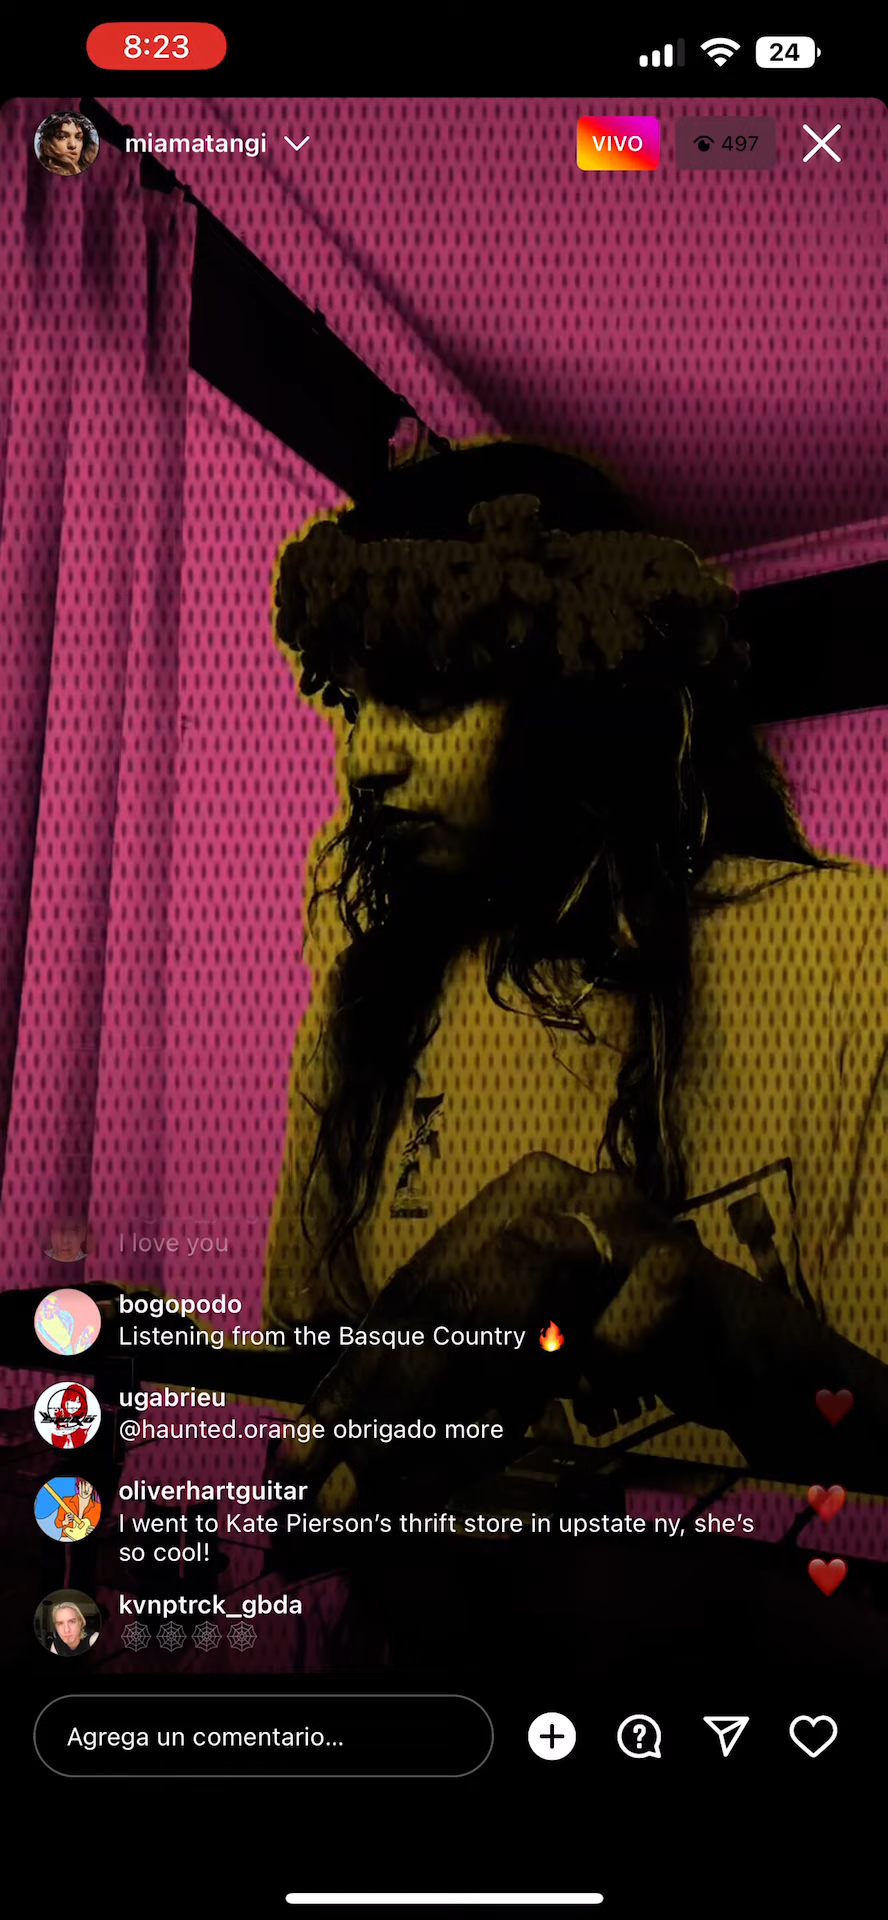 8:23
24
miamatangi
VIVO
497
I love you
bogopodo
Listening from the Basque Country 🔥
ugabrieu
@haunted.orange obrigado more
oliverhartguitar
I went to Kate Pierson’s thrift store in upstate ny, she’s
so cool!
kvnptrck_gbda
🕸️🕸️🕸️🕸️
Agrega un comentario...